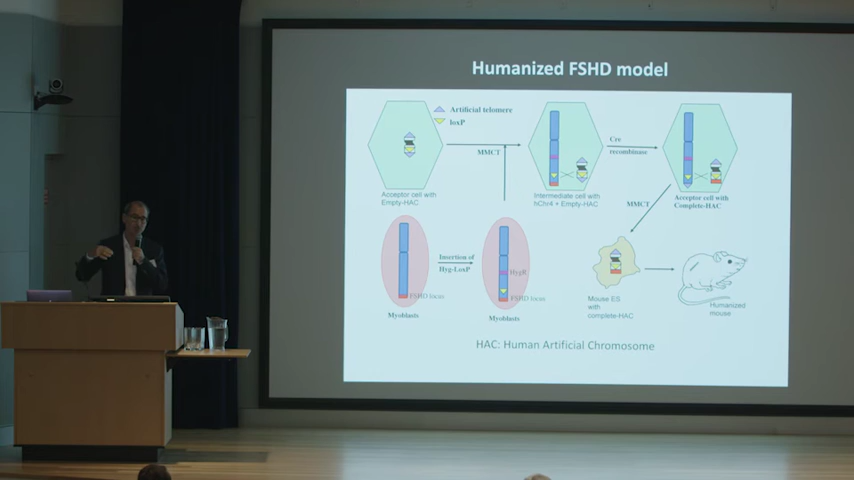 Humanized FSHD model
Artificial telomere
loxP
MMCT
Acceptor cell with
Empty-HAC
Intermediate cell with
hChr4 + Empty-HAC
Cre
recombinase
Acceptor cell with
Complete-HAC
MMCT
FSHD locus
Myoblasts
Insertion of
Hyg-LoxP
HygR
FSHD locus
Myoblasts
Mouse ES
with
complete-HAC
Humanized
mouse
HAC: Human Artificial Chromosome